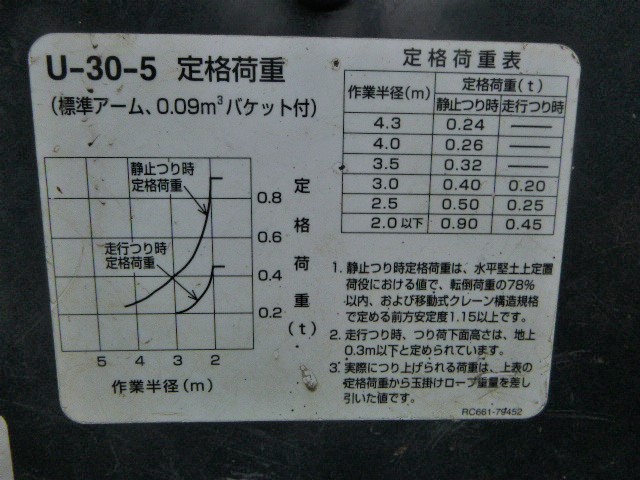 U-30-5 定格荷重
(標準アーム、0.09m³バケット付)
静止つり時
定格荷重
走行つり時
定格荷重
0.8
0.6
0.4
0.2
定格荷重(t)
5 4 3 2
作業半径(m)
定格荷重表
作業半径(m) 定格荷重(t)
静止つり時 走行つり時
4.3 0.24 ―
4.0 0.26 ―
3.5 0.32 ―
3.0 0.40 0.20
2.5 0.50 0.25
2.0以下 0.90 0.45
1. 静止つり時定格荷重は、水平堅土上定置
荷役における値で、転倒荷重の78%
以内、および移動式クレーン構造規格
で定める前方安定度1.15以上です。
2. 走行つり時、つり荷下面高さは、地上
0.3m以下と定められています。
3. 実際につり上げられる荷重は、上表の
定格荷重から玉掛けロープ重量を差し
引いた値です。
RC661-79452